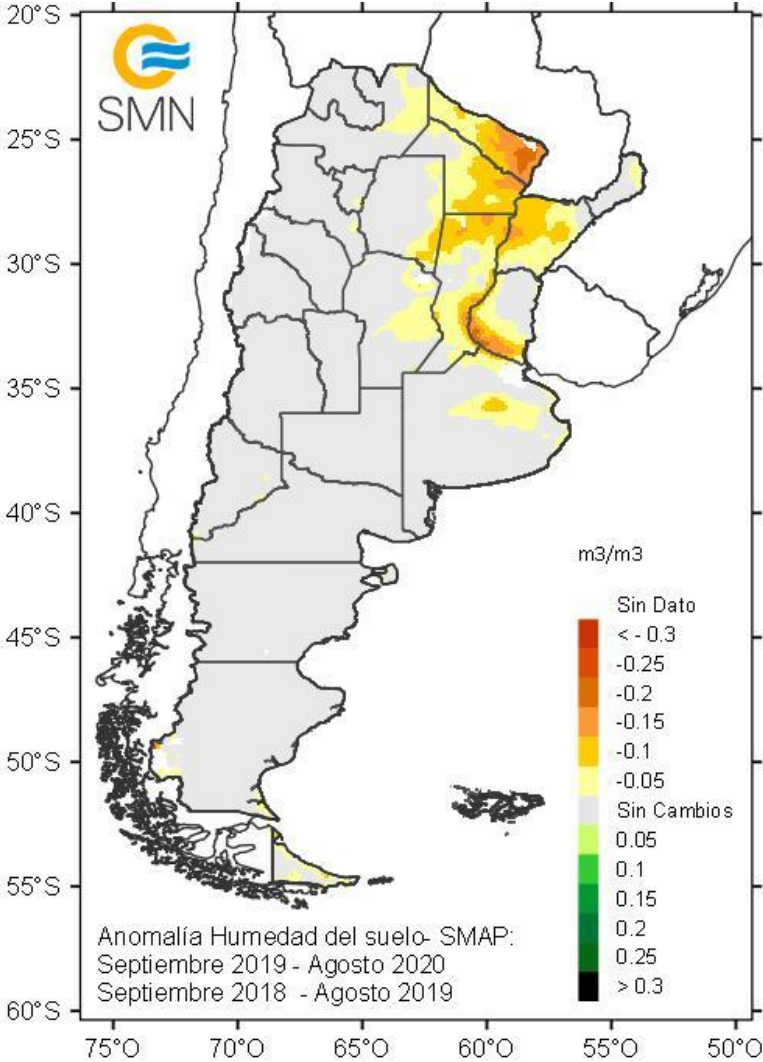 20°S
SMN
25°S
30°S
35°S
40°S
m3/m3
Sin Dato
< - 0.3
-0.25
45°S
-0.2
-0.15
-0.1
50°S
-0.05
Sin Cambios
0.05
0.1
55°S
0.15
0.2
0.25
> 0.3
Anomalía Humedad del suelo- SMAP:
Septiembre 2019 - Agosto 2020
Septiembre 2018 - Agosto 2019
60°S
75°O 70°O 65°O 60°O 55°O 50°O